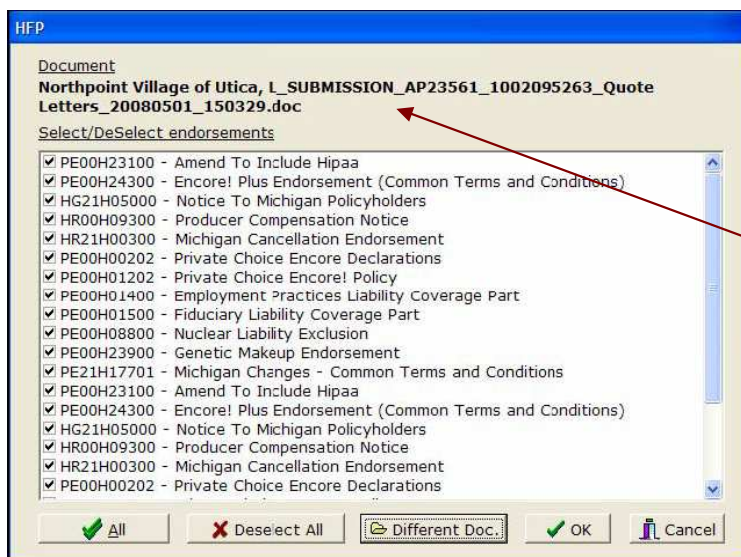 HFP
Document
Northpoint Village of Utica, L_SUBMISSION_AP23561_1002095263_Quote
Letters_20080501_150329.doc
Select/DeSelect endorsements
PE00H23100 - Amend To Include Hipaa
PE00H24300 - Encore! Plus Endorsement (Common Terms and Conditions)
HG21H05000 - Notice To Michigan Policyholders
HR00H09300 - Producer Compensation Notice
HR21H00300 - Michigan Cancellation Endorsement
PE00H00202 - Private Choice Encore Declarations
PE00H01202 - Private Choice Encore! Policy
PE00H01400 - Employment Practices Liability Coverage Part
PE00H01500 - Fiduciary Liability Coverage Part
PE00H08800 - Nuclear Liability Exclusion
PE00H23900 - Genetic Makeup Endorsement
PE21H17701 - Michigan Changes - Common Terms and Conditions
PE00H23100 - Amend To Include Hipaa
PE00H24300 - Encore! Plus Endorsement (Common Terms and Conditions)
HG21H05000 - Notice To Michigan Policyholders
HR00H09300 - Producer Compensation Notice
HR21H00300 - Michigan Cancellation Endorsement
PE00H00202 - Private Choice Encore Declarations
All Deselect All Different Doc. OK Cancel